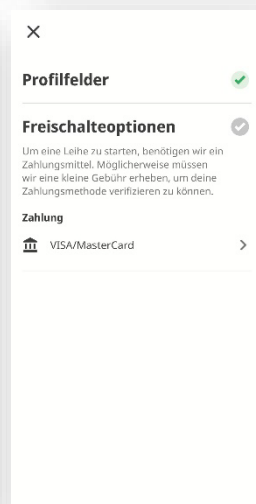 Profilfelder
Freischalteoptionen
Um eine Leihe zu starten, benötigen wir ein
Zahlungsmittel. Möglicherweise müssen
wir eine kleine Gebühr erheben, um deine
Zahlungsmethode verifizieren zu können.
Zahlung
VISA/MasterCard